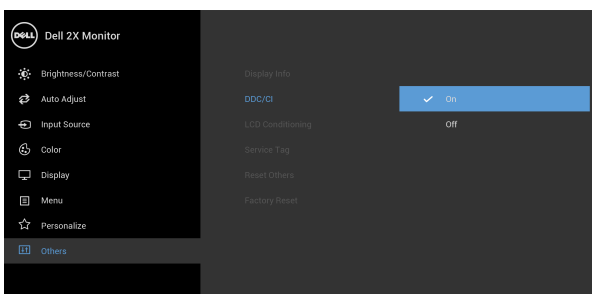 DELL Dell 2X Monitor
Brightness/Contrast
Auto Adjust
Input Source
Color
Display
Menu
Personalize
Others
Display Info
DDC/CI
LCD Conditioning
Service Tag
Reset Others
Factory Reset
On
Off